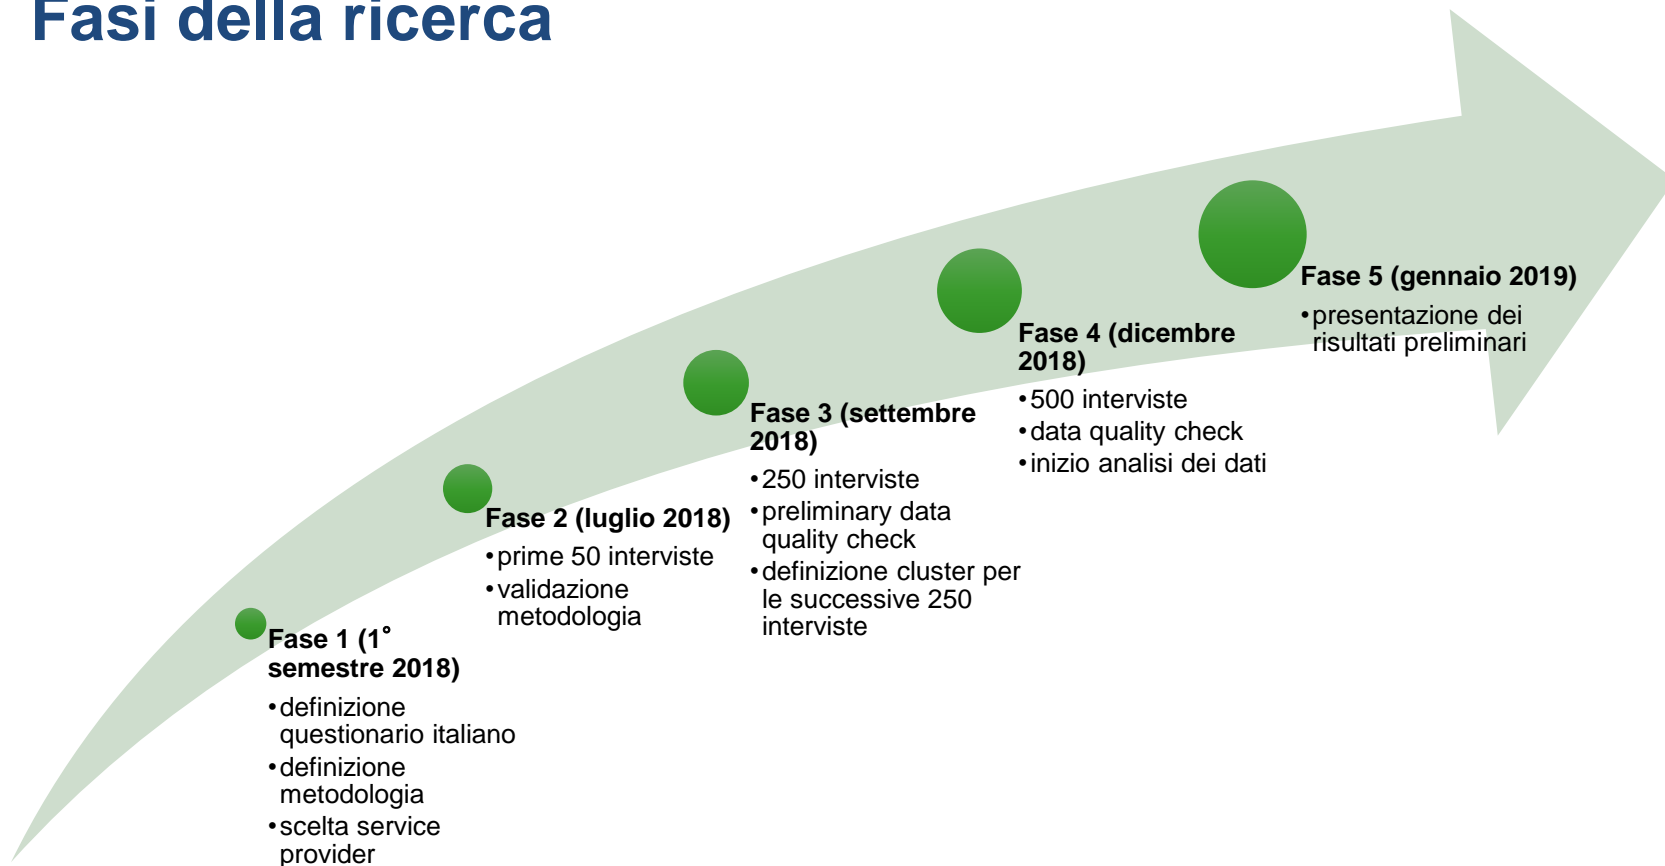 Fasi della ricerca
Fase 1 (1°
semestre 2018)
•definizione
questionario italiano
•definizione
metodologia
•scelta service
provider
Fase 2 (luglio 2018)
•prime 50 interviste
•validazione
metodologia
Fase 3 (settembre
2018)
•250 interviste
•preliminary data
quality check
•definizione cluster per
le successive 250
interviste
Fase 4 (dicembre
2018)
•500 interviste
•data quality check
•inizio analisi dei dati
Fase 5 (gennaio 2019)
•presentazione dei
risultati preliminari